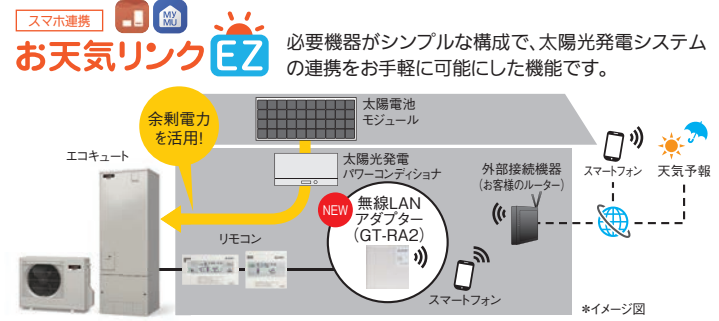 スマホ連携
MY
MU
お天気リンクEZ
必要機器がシンプルな構成で、太陽光発電システム
の連携をお手軽に可能にした機能です。
余剰電力
を活用!
太陽電池
モジュール
エコキュート
太陽光発電
パワーコンディショナ
外部接続機器
(お客様のルーター)
スマートフォン
天気予報
NEW
無線LAN
アダプター
(GT-RA2)
リモコン
スマートフォン
*イメージ図